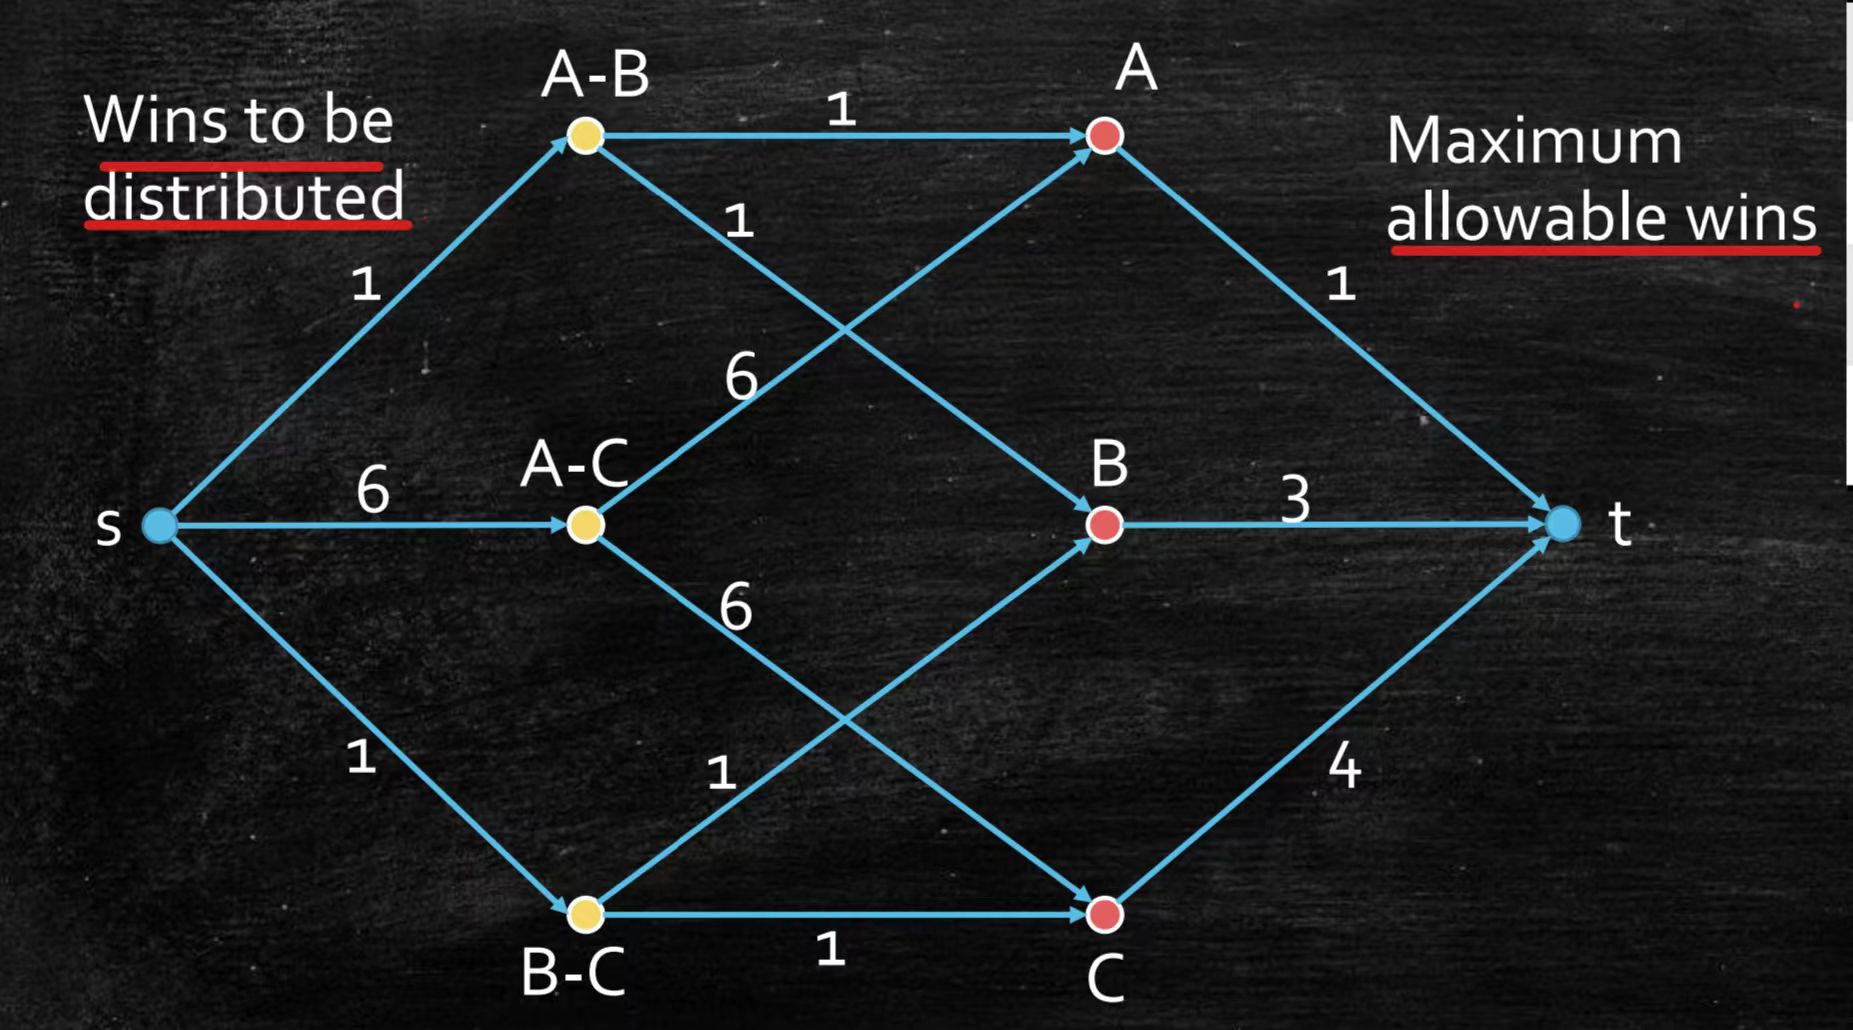 A-B
A
Wins to be
distributed
Maximum
allowable wins
1
1
1
1
6
A-C
B
6
3
s
t
6
1
1
4
1
B-C
C